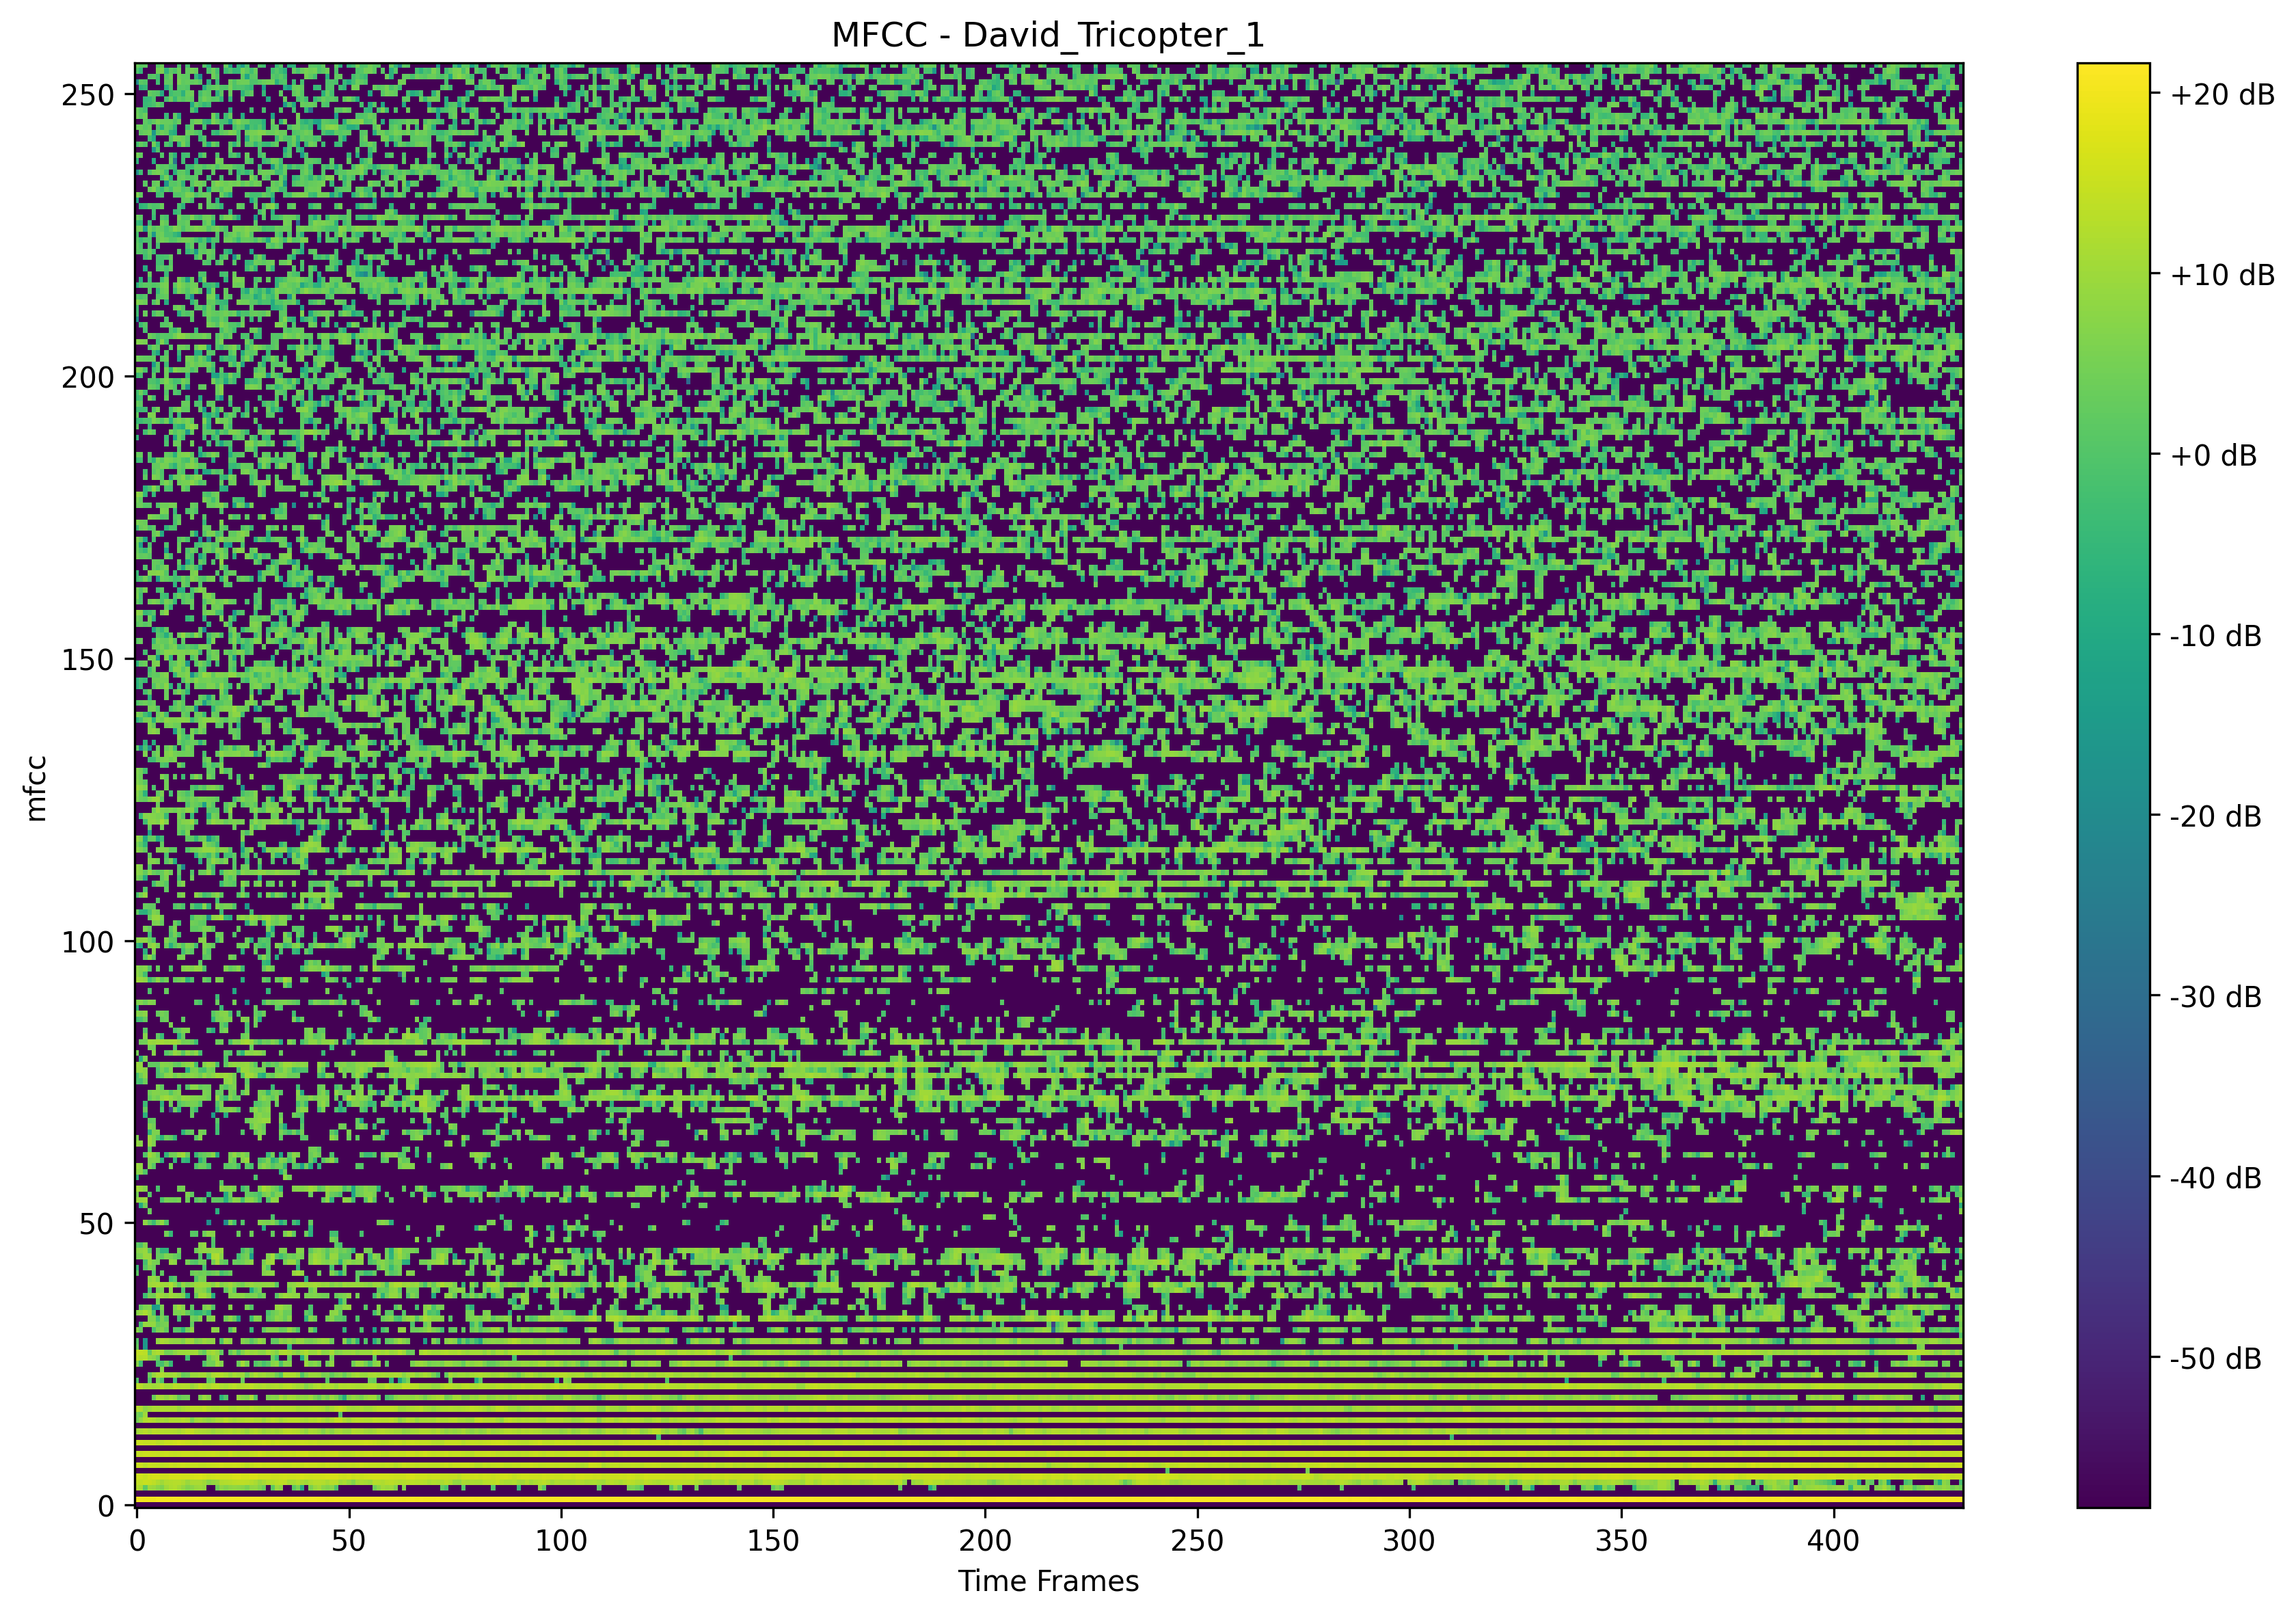 MFCC - David_Tricopter_1
mfcc
250
200
150
100
50
0
0 50 100 150 200 250 300 350 400
Time Frames
+20 dB
+10 dB
+0 dB
-10 dB
-20 dB
-30 dB
-40 dB
-50 dB